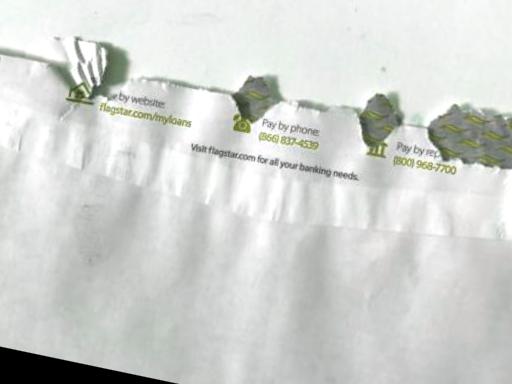 by website:
flagstar.com/myloans
Pay by phone:
(866) 837-4539
Pay by rep
(800) 968-7700
Visit flagstar.com for all your banking needs.